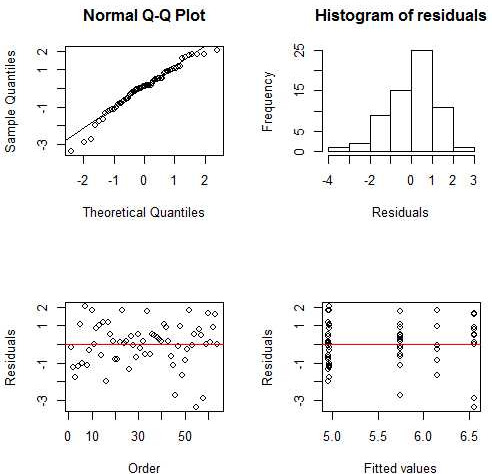 Normal Q-Q Plot
Histogram of residuals
Sample Quantiles
-3 -1 1 2
-2 -1 0 1 2
Theoretical Quantiles
Frequency
0 5 15 25
-4 -2 0 1 2 3
Residuals
Residuals
-3 -1 1 2
0 10 30 50
Order
Residuals
-3 -1 1 2
5.0 5.5 6.0 6.5
Fitted values